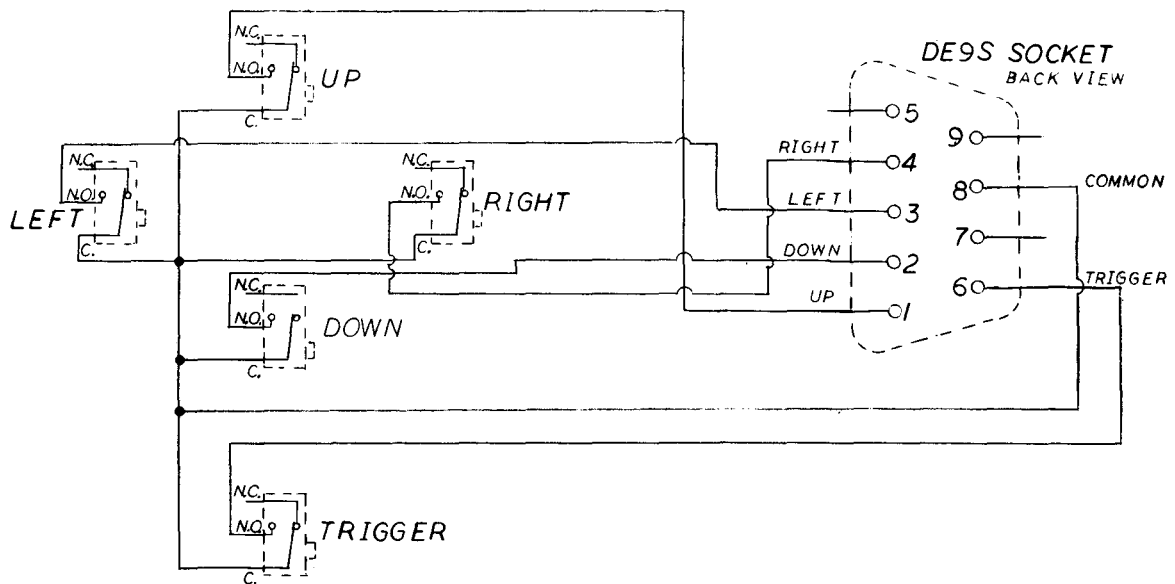 N.C.
N.O.
C.
UP
DE9S SOCKET
BACK VIEW
N.C.
N.O.
C.
LEFT
N.C.
N.O.
C.
RIGHT
N.C.
N.O.
C.
DOWN
N.C.
N.O.
C.
TRIGGER
5
RIGHT
4
LEFT
3
DOWN
2
UP
1
9
8
COMMON
7
6
TRIGGER